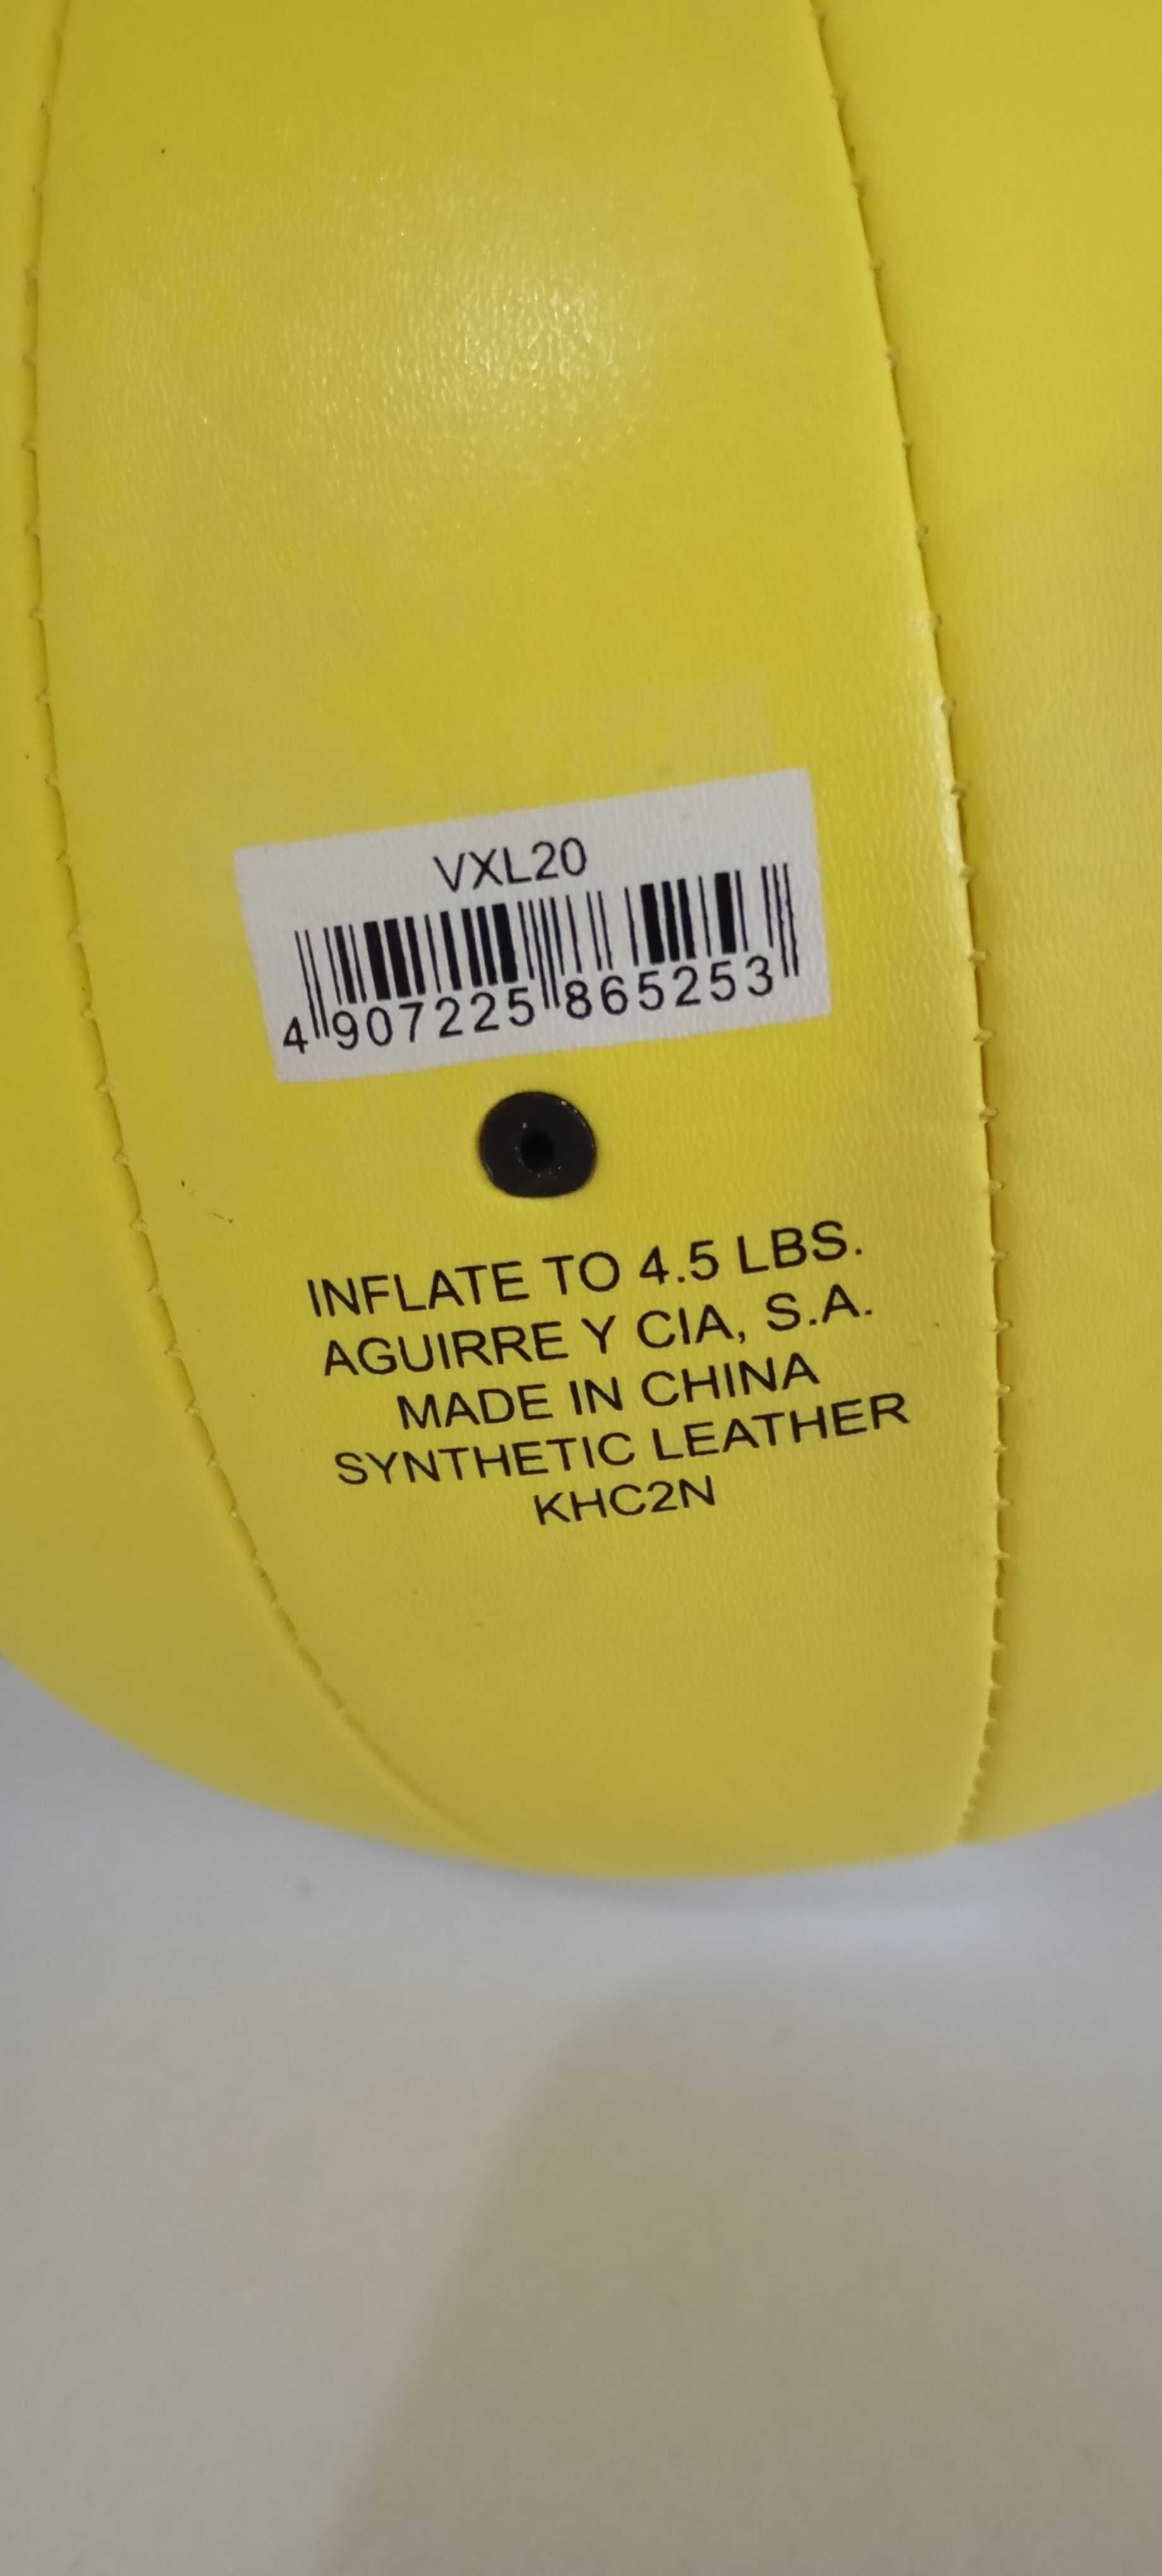 VXL20
4 907225 865253
INFLATE TO 4.5 LBS.
AGUIRRE Y CIA, S.A.
MADE IN CHINA
SYNTHETIC LEATHER
KHC2N